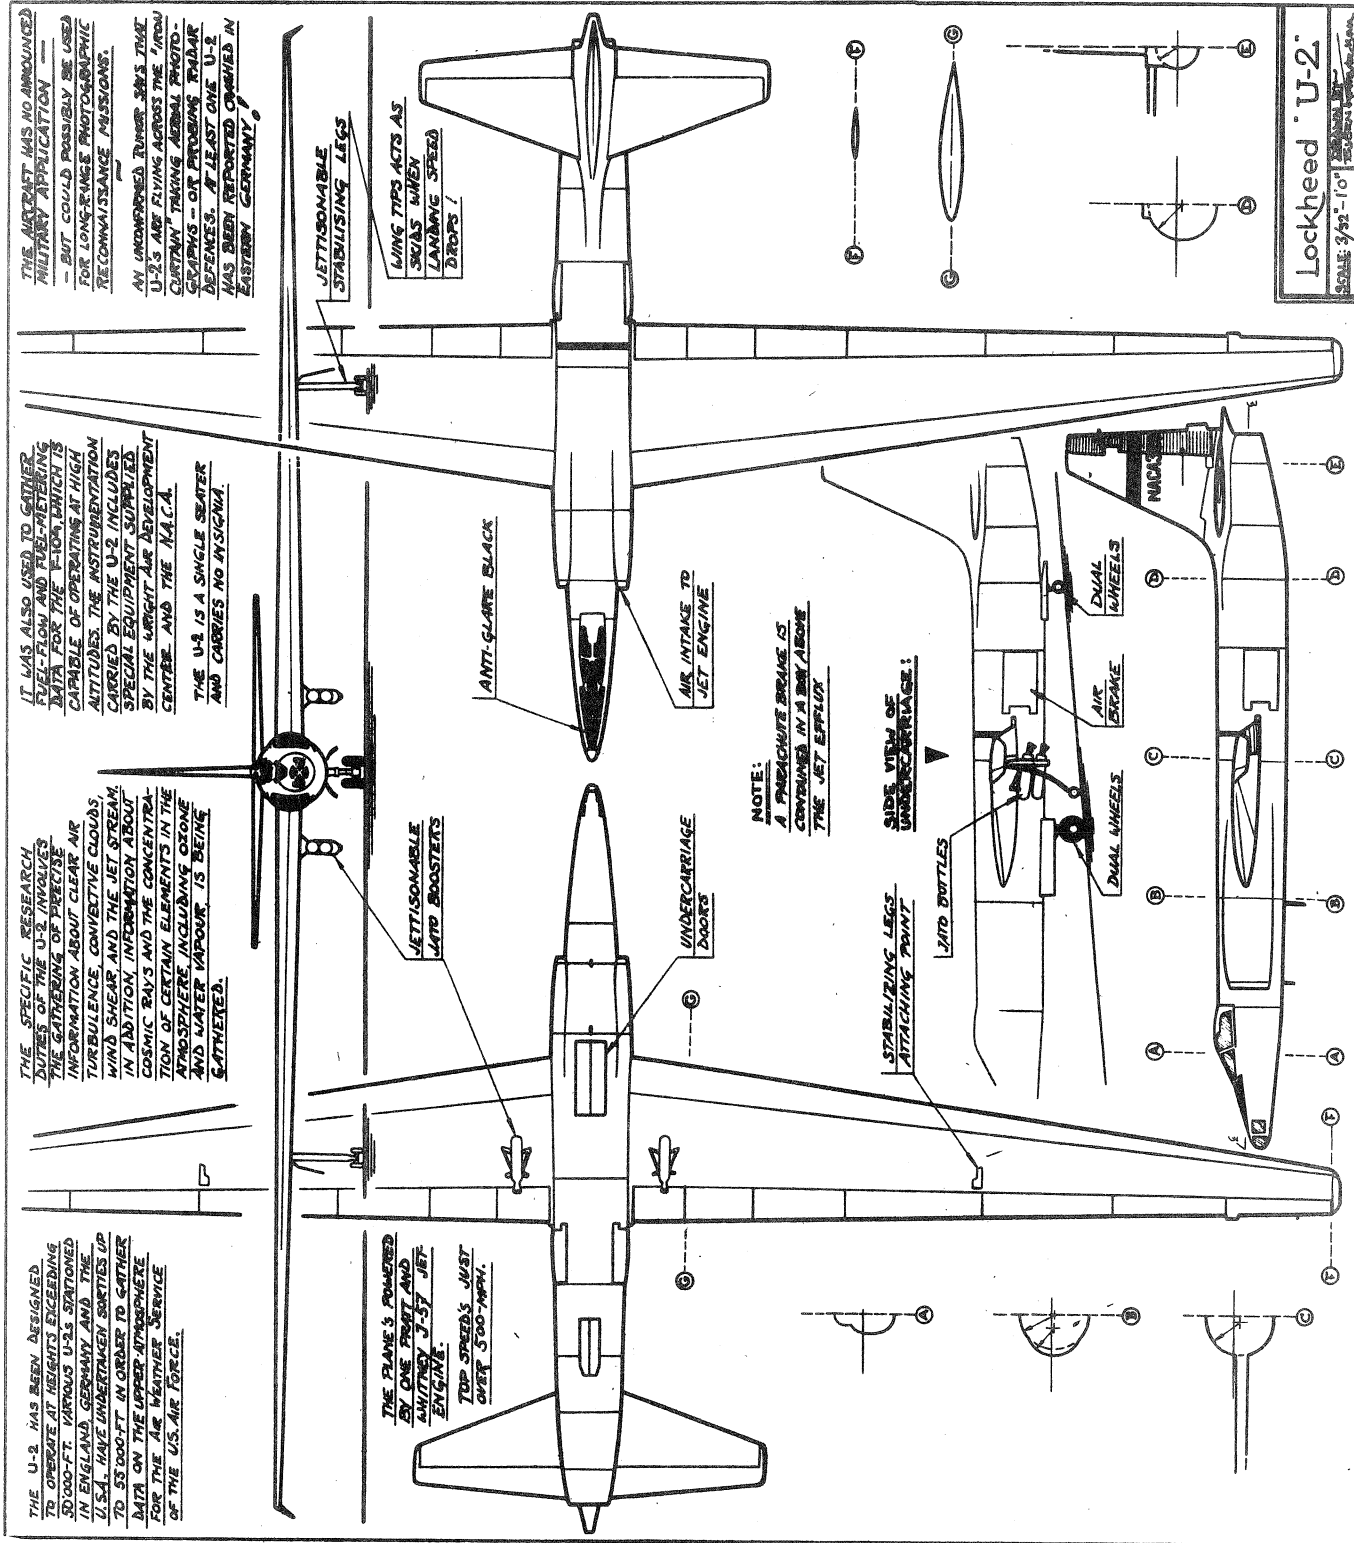 THE U-2 HAS BEEN DESIGNED
TO OPERATE AT HEIGHTS EXCEEDING
50'000-FT. VARIOUS U-2S STATIONED
IN ENGLAND, GERMANY AND THE
U.S.A., HAVE UNDERTAKEN SORTIES UP
TO 55'000-FT IN ORDER TO GATHER
DATA ON THE UPPER-ATMOSPHERE
FOR THE AIR WEATHER SERVICE
OF THE U.S. AIR FORCE.
THE SPECIFIC RESEARCH
DUTIES OF THE U-2 INVOLVES
THE GATHERING OF PRECISE
INFORMATION ABOUT CLEAR AIR
TURBULENCE, CONVECTIVE CLOUDS,
WIND SHEAR AND THE JET STREAM.
IN ADDITION, INFORMATION ABOUT
COSMIC RAYS AND THE CONCENTRA-
TION OF CERTAIN ELEMENTS IN THE
ATMOSPHERE, INCLUDING OZONE
AND WATER VAPOUR IS BEING
GATHERED.
IT WAS ALSO USED TO GATHER
FUEL-FLOW AND FUEL-METERING
DATA FOR THE F-104, WHICH IS
CAPABLE OF OPERATING AT HIGH
ALTITUDES. THE INSTRUMENTATION
CARRIED BY THE U-2 INCLUDES
SPECIAL EQUIPMENT SUPPLIED
BY THE WRIGHT AIR DEVELOPMENT
CENTER AND THE N.A.C.A.
THE U-2 IS A SINGLE SEATER
AND CARRIES NO INSIGNIA.
THE AIRCRAFT HAS NO ANNOUNCED
MILITARY APPLICATION —
- BUT COULD POSSIBLY BE USED
FOR LONG-RANGE PHOTOGRAPHIC
RECONNAISSANCE MISSIONS.
AN UNCONFIRMED RUMOR SAYS THAT
U-2'S ARE FLYING ACROSS THE "IRON
CURTAIN" TAKING AERIAL PHOTO-
GRAPHS - OR PROBING RADAR
DEFENCES. AT LEAST ONE U-2
HAS BEEN REPORTED CRASHED IN
EASTERN GERMANY!
JETTISONABLE
STABILISING LEGS
WING TIPS ACTS AS
SKIDS WHEN
LANDING SPEED
DROPS!
THE PLANE'S POWERED
BY ONE PRATT AND
WHITNEY J-57 JET-
ENGINE.
TOP SPEED'S JUST
OVER 500-MPH.
JETTISONABLE
JATO BOOSTERS
ANTI-GLARE BLACK
UNDERCARRIAGE
DOORS
AIR INTAKE TO
JET ENGINE
NOTE:
A PARACHUTE BRAKE IS
CONTAINED IN A BAY ABOVE
THE JET EFFLUX
SIDE VIEW OF
UNDERCARRIAGE:
STABILIZING LEGS
ATTACHING POINT
JATO BOTTLES
DUAL WHEELS
AIR
BRAKE
DUAL
WHEELS
NACA
G
G
F
F
G
G
A
B
C
D
E
A
B
C
D
A
B
C
D
E
F
F
Lockheed "U-2"
SCALE: 3/32"-1'0"
DRAWN BY